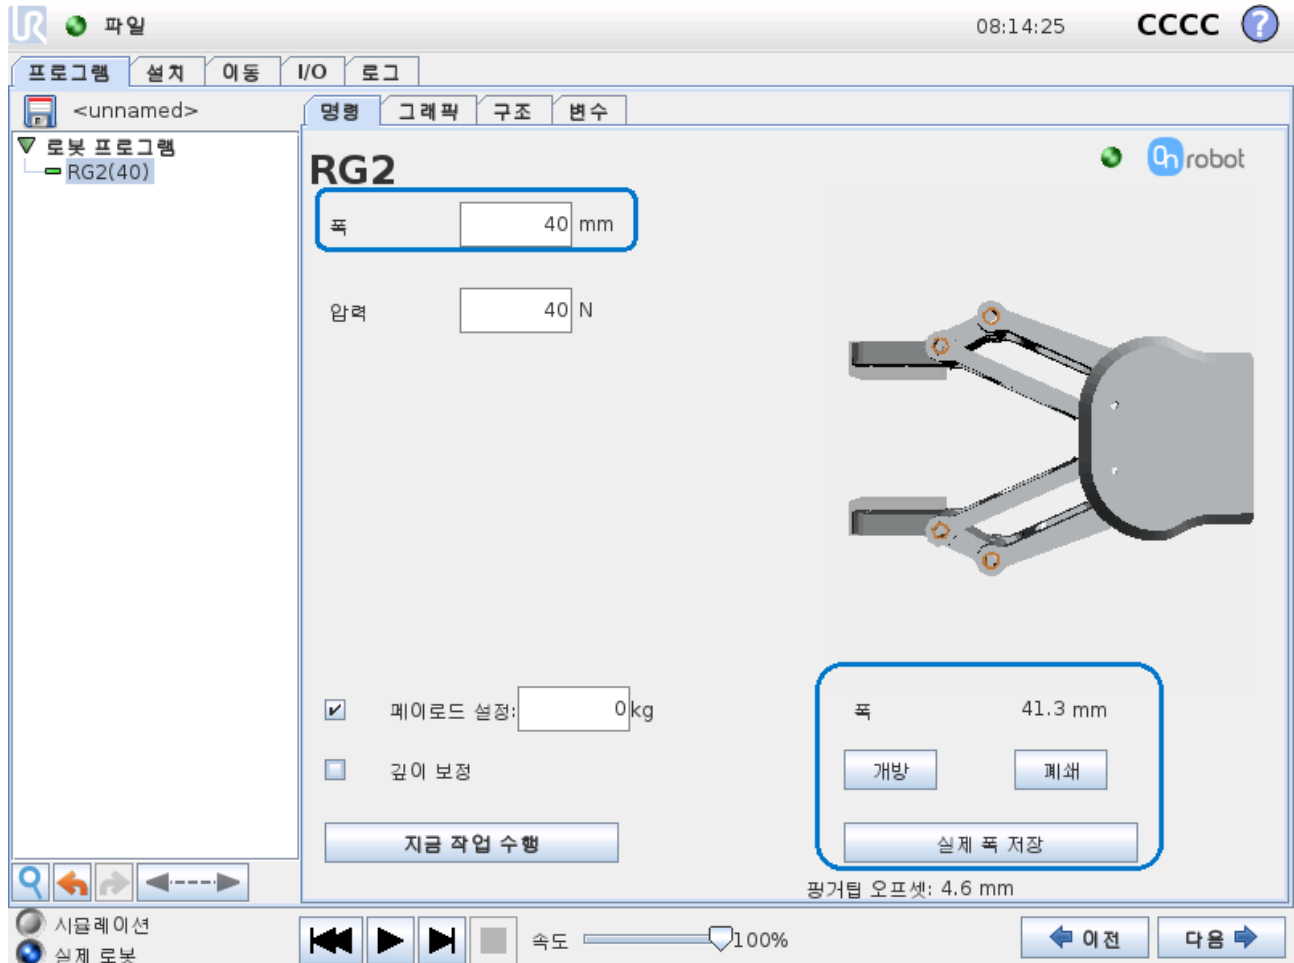 UR 파일 08:14:25 CCCC ?
프로그램 설치 이동 I/O 로그
<unnamed> 명령 그래픽 구조 변수
로봇 프로그램
RG2(40)
RG2
On robot
폭 40 mm
압력 40 N
페이로드 설정: 0 kg
폭 41.3 mm
깊이 보정
개방 폐쇄
지금 작업 수행
실제 폭 저장
핑거팁 오프셋: 4.6 mm
시뮬레이션
실제 로봇
속도 100%
이전 다음